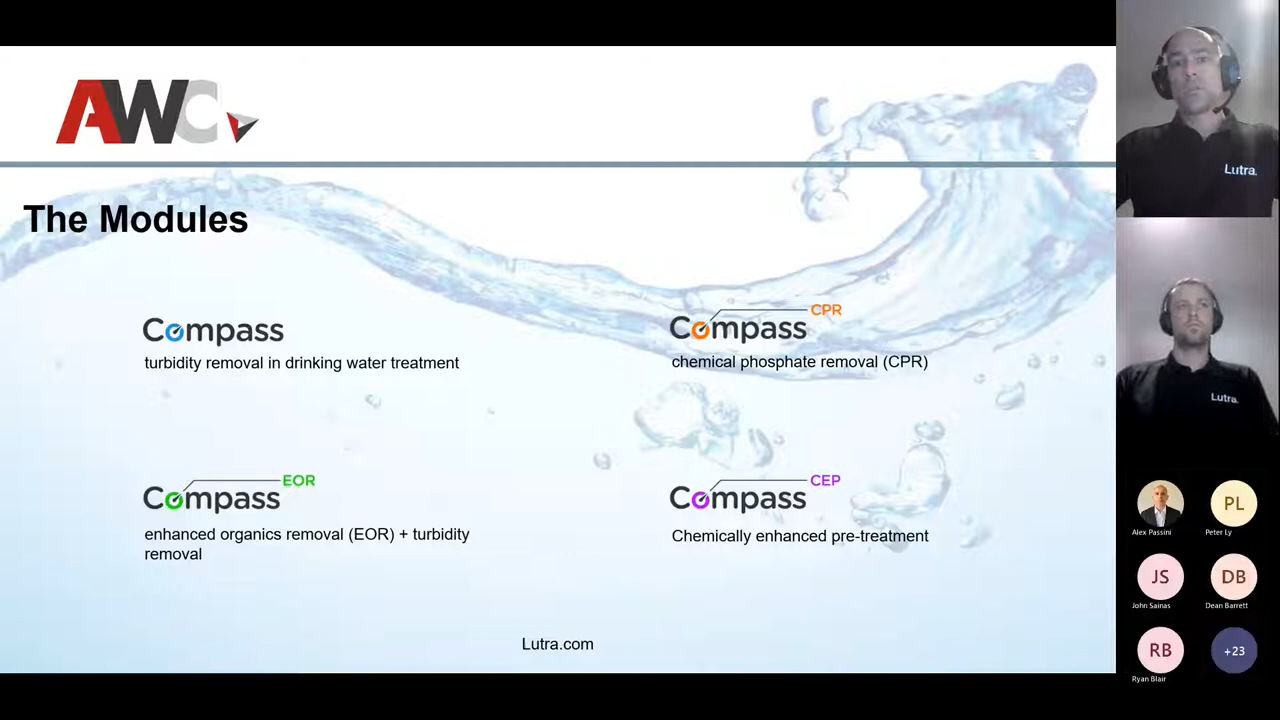 AWC
The Modules
Compass
turbidity removal in drinking water treatment
CPR
Compass
chemical phosphate removal (CPR)
EOR
Compass
enhanced organics removal (EOR) + turbidity
removal
CEP
Compass
Chemically enhanced pre-treatment
Lutra.com
Lutra.
Lutra.
Alex Passini
PL
Peter Ly
JS
John Sainas
DB
Dean Barrett
RB
Ryan Blair
+23